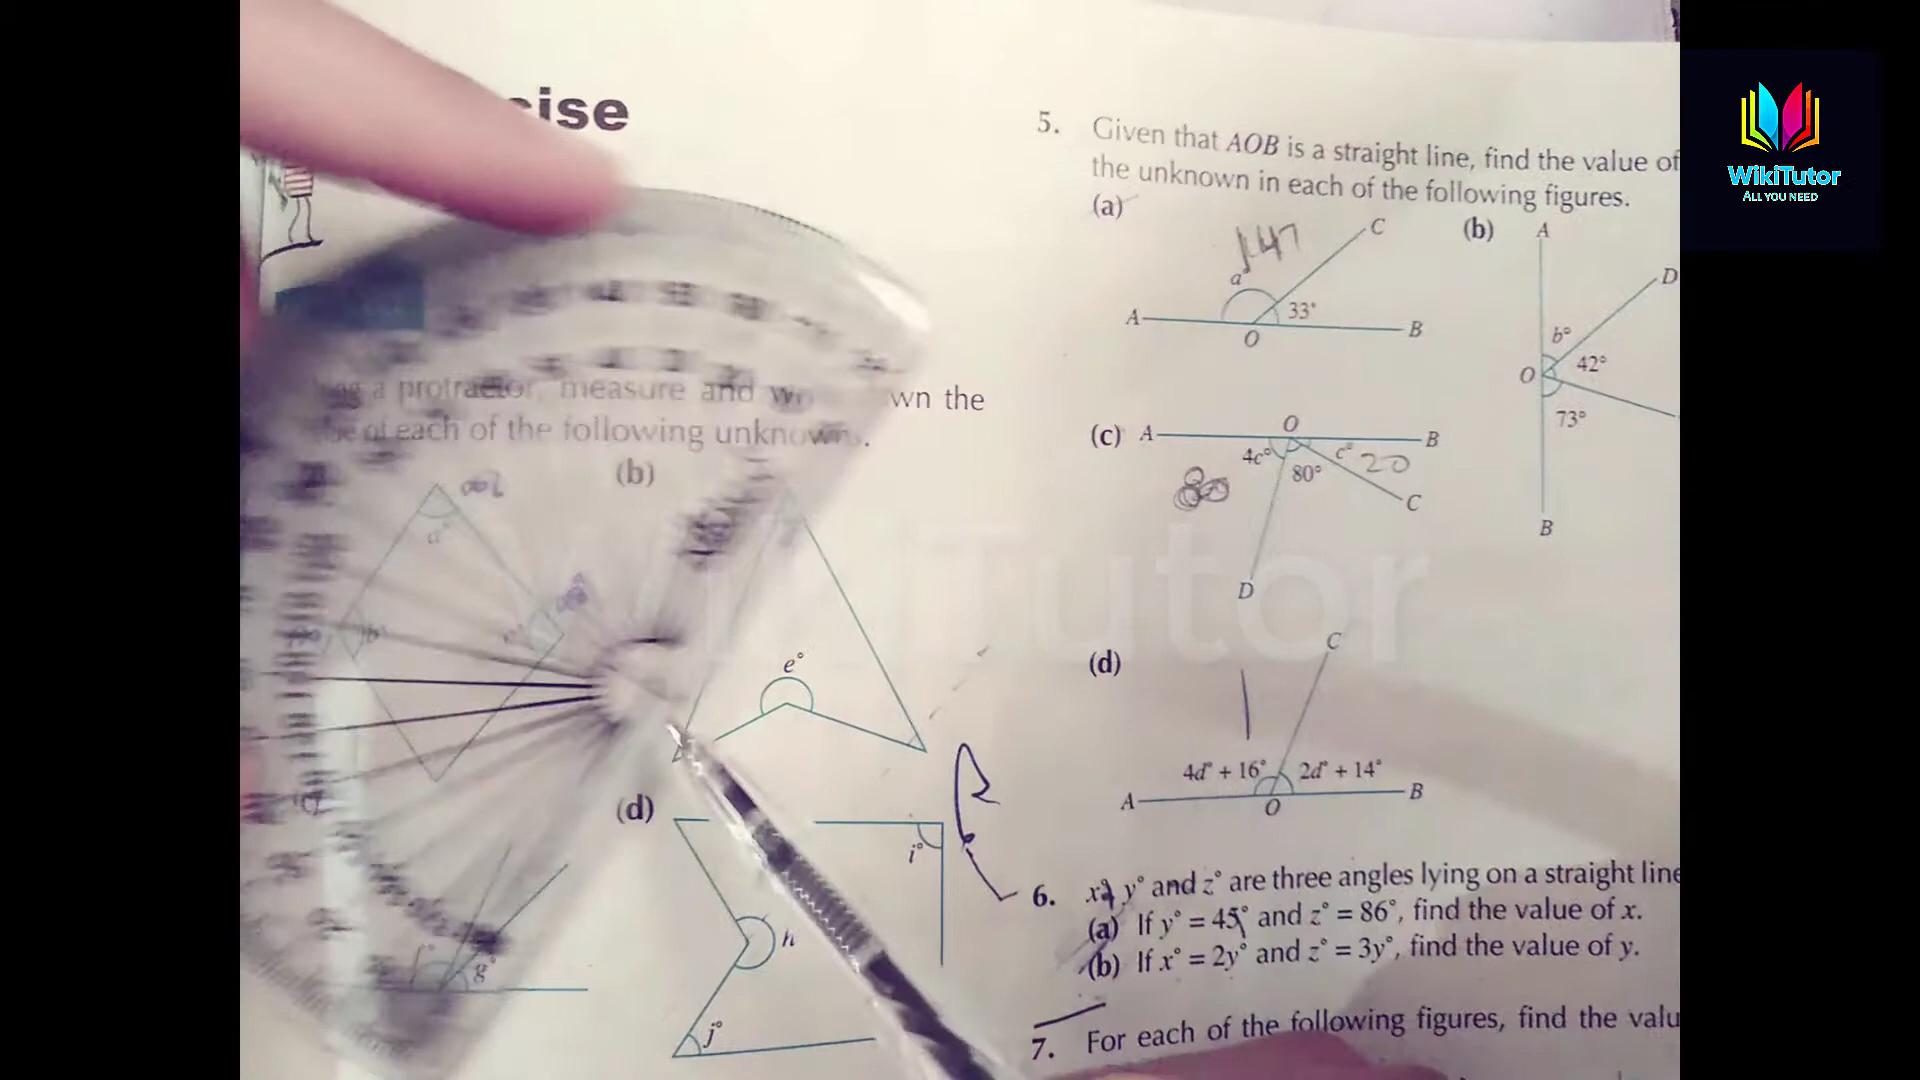 cise
a protractor, measure and wn the
of each of the following unknowns.
(b)
e°
(d)
i°
h
j°
g°
5. Given that AOB is a straight line, find the value of
the unknown in each of the following figures.
(a)
147
a°
33°
A
O
B
C
(b)
A
D
b°
42°
O
73°
B
(c)
A
O
B
4c°
80°
c°
20
80
C
D
(d)
C
4d° + 16°
2d° + 14°
A
O
B
6. x°, y° and z° are three angles lying on a straight line
(a) If y° = 45° and z° = 86°, find the value of x.
(b) If x° = 2y° and z° = 3y°, find the value of y.
7. For each of the following figures, find the valu
WikiTutor
ALL YOU NEED